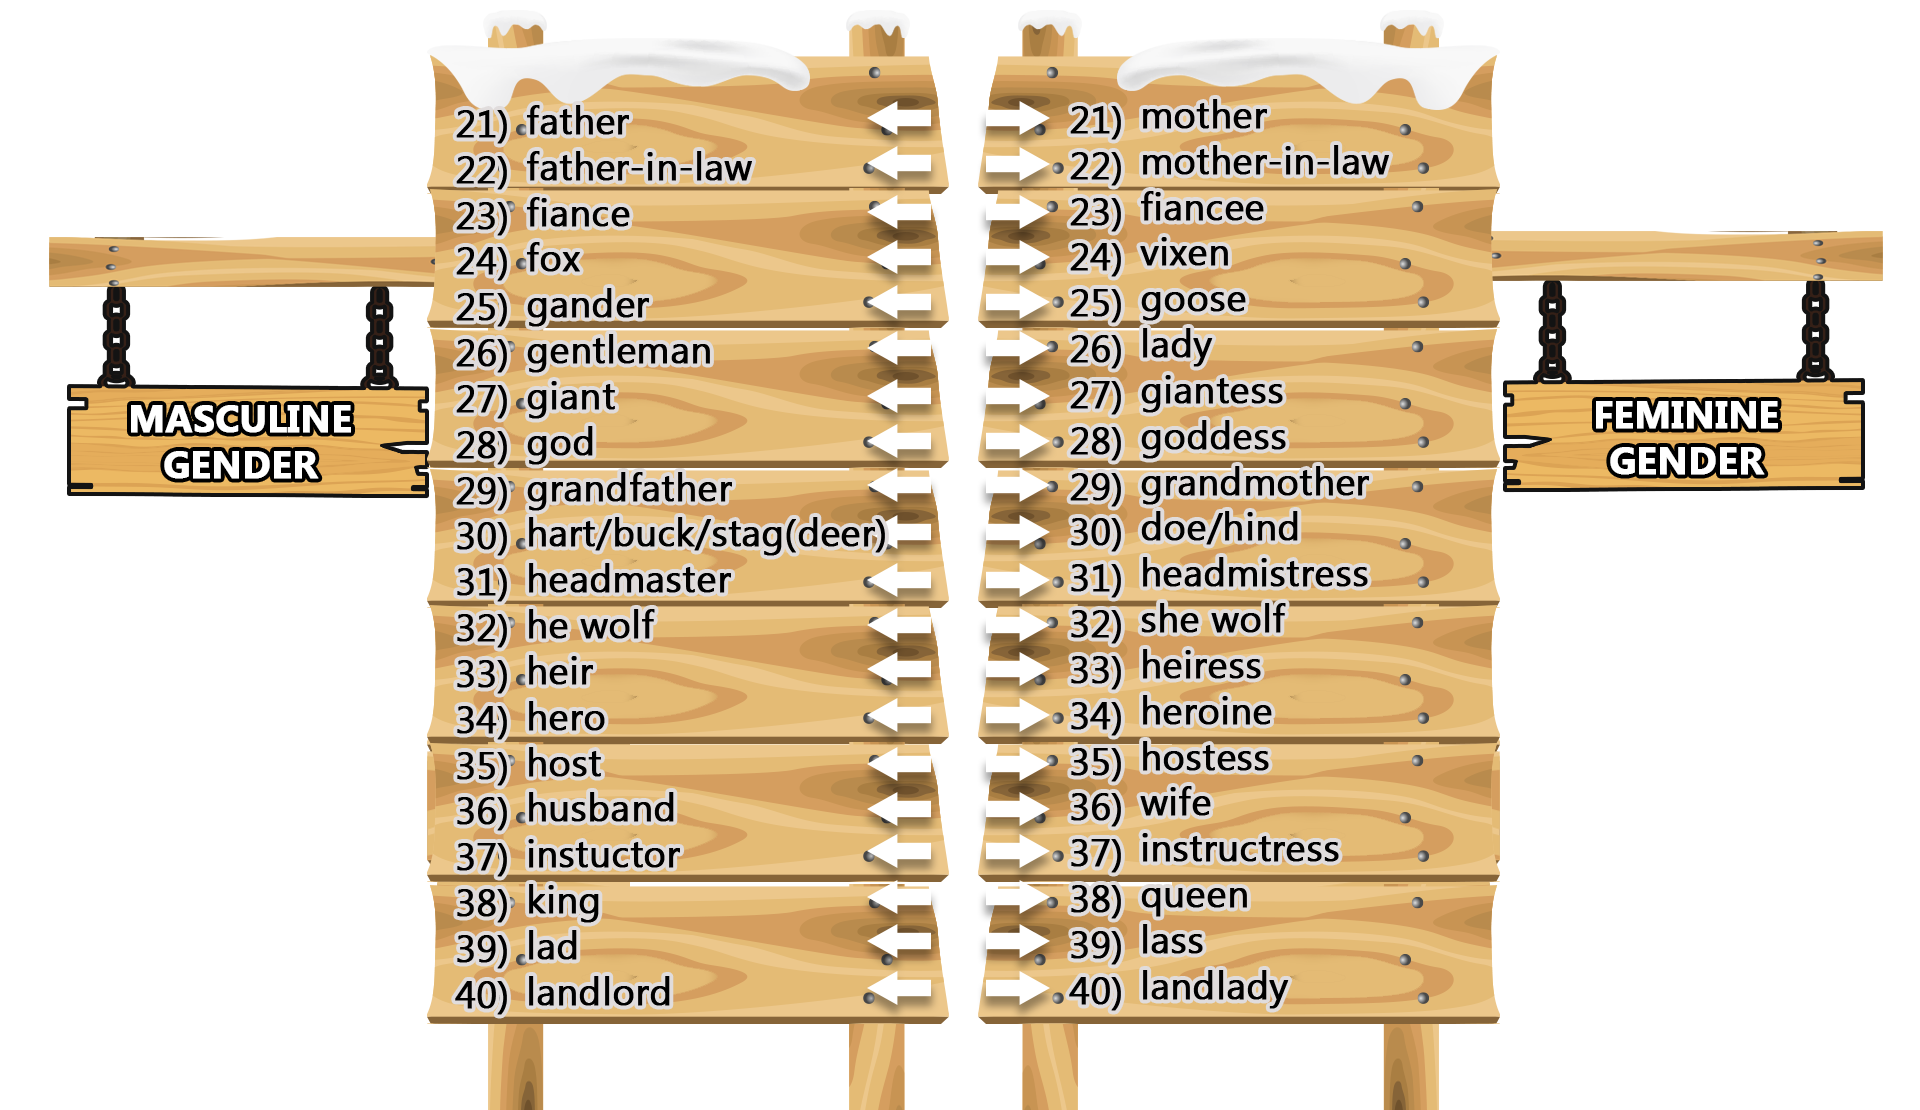 MASCULINE
GENDER
21) father
22) father-in-law
23) fiance
24) fox
25) gander
26) gentleman
27) giant
28) god
29) grandfather
30) hart/buck/stag(deer)
31) headmaster
32) he wolf
33) heir
34) hero
35) host
36) husband
37) instuctor
38) king
39) lad
40) landlord
21) mother
22) mother-in-law
23) fiancee
24) vixen
25) goose
26) lady
27) giantess
28) goddess
29) grandmother
30) doe/hind
31) headmistress
32) she wolf
33) heiress
34) heroine
35) hostess
36) wife
37) instructress
38) queen
39) lass
40) landlady
FEMININE
GENDER